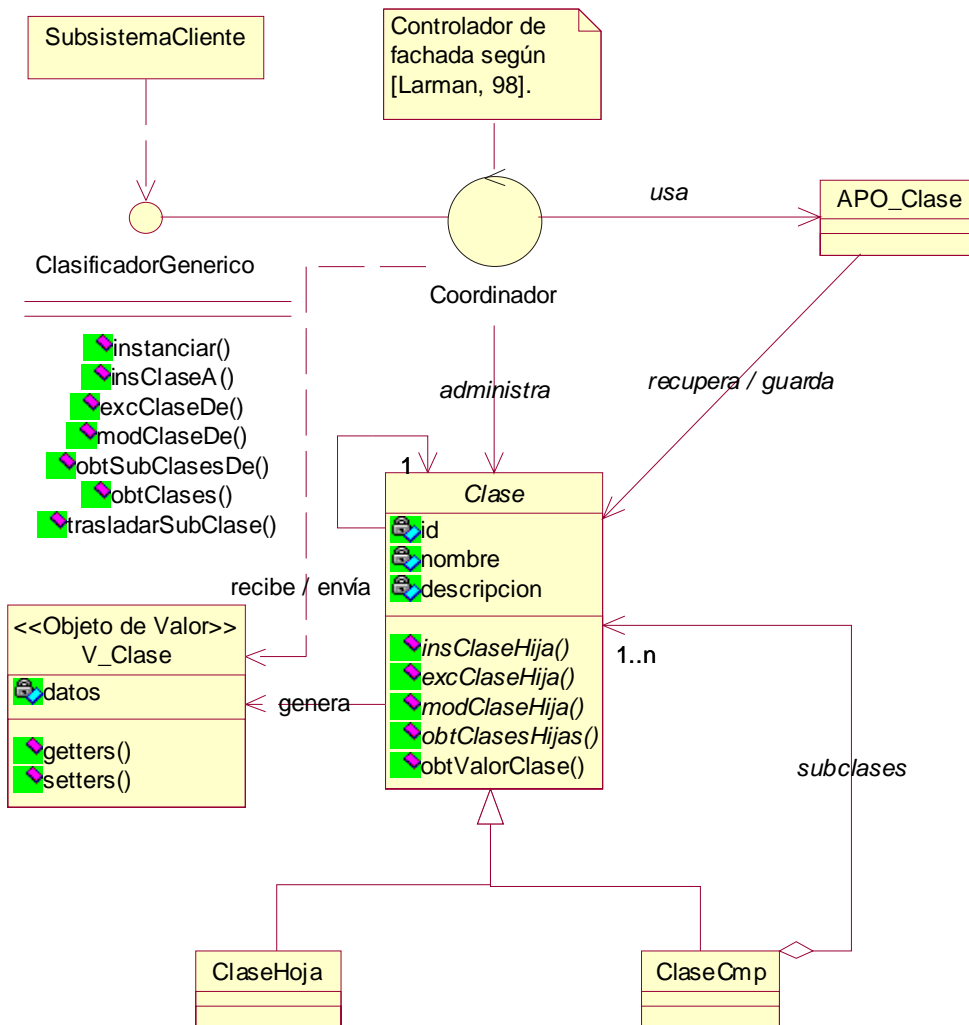 SubsistemaCliente
Controlador de
fachada según
[Larman, 98].
usa
APO_Clase
ClasificadorGenerico
Coordinador
instanciar()
insClaseA()
excClaseDe()
modClaseDe()
obtSubClasesDe()
obtClases()
trasladarSubClase()
administra
recupera / guarda
1
Clase
id
nombre
descripcion
recibe / envía
<<Objeto de Valor>>
V_Clase
datos
getters()
setters()
genera
insClaseHija()
excClaseHija()
modClaseHija()
obtClasesHijas()
obtValorClase()
1..n
subclases
ClaseHoja
ClaseCmp